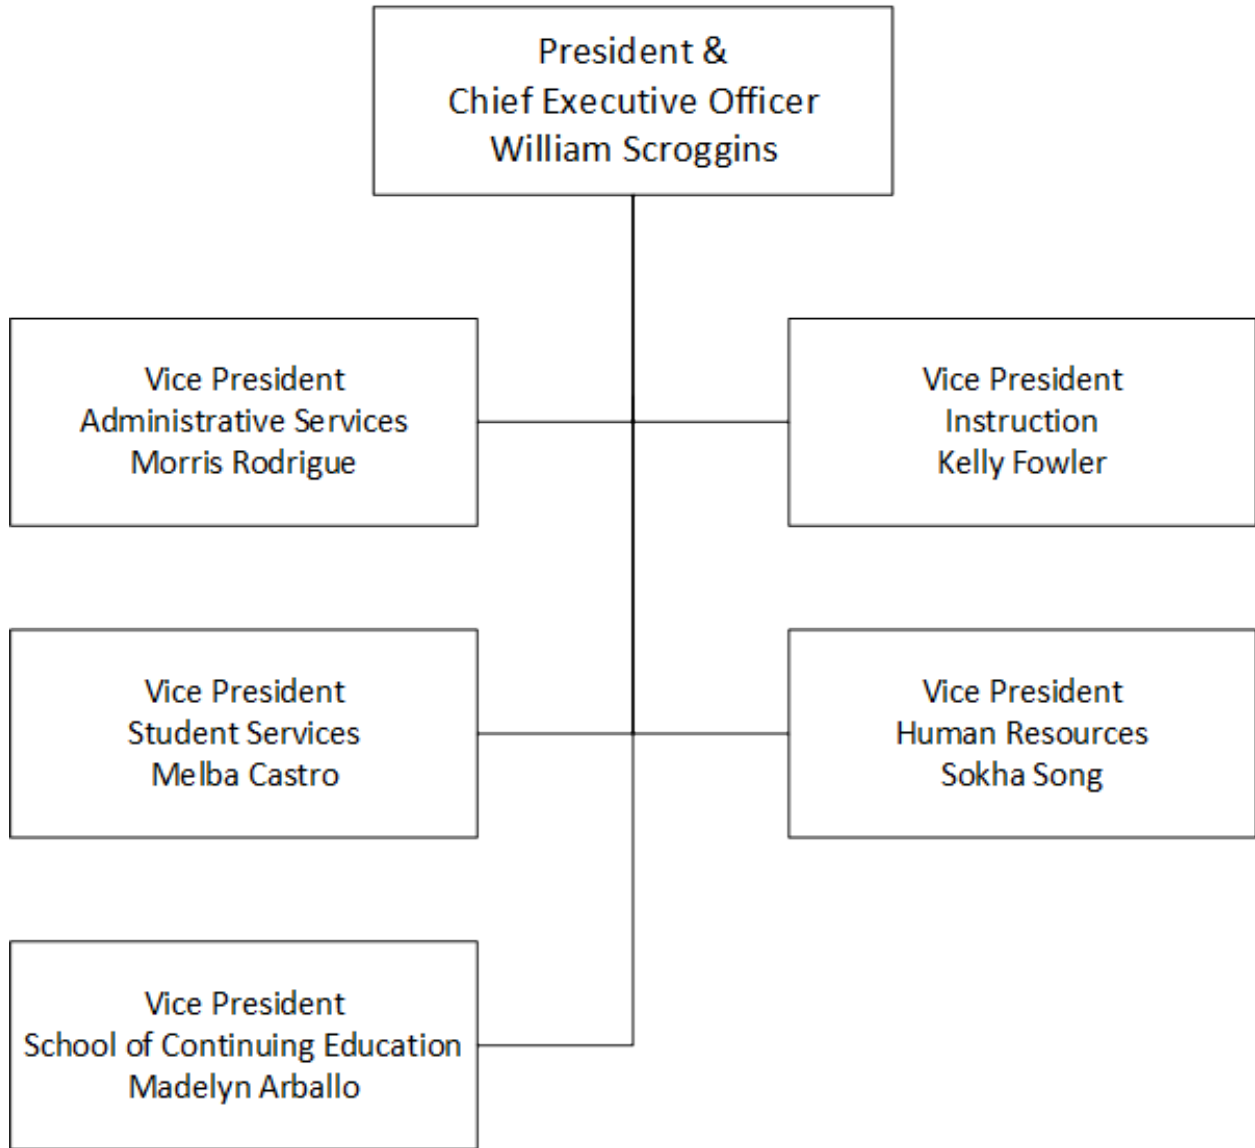 President &
Chief Executive Officer
William Scroggins
Vice President
Administrative Services
Morris Rodrigue
Vice President
Instruction
Kelly Fowler
Vice President
Student Services
Melba Castro
Vice President
Human Resources
Sokha Song
Vice President
School of Continuing Education
Madelyn Arballo